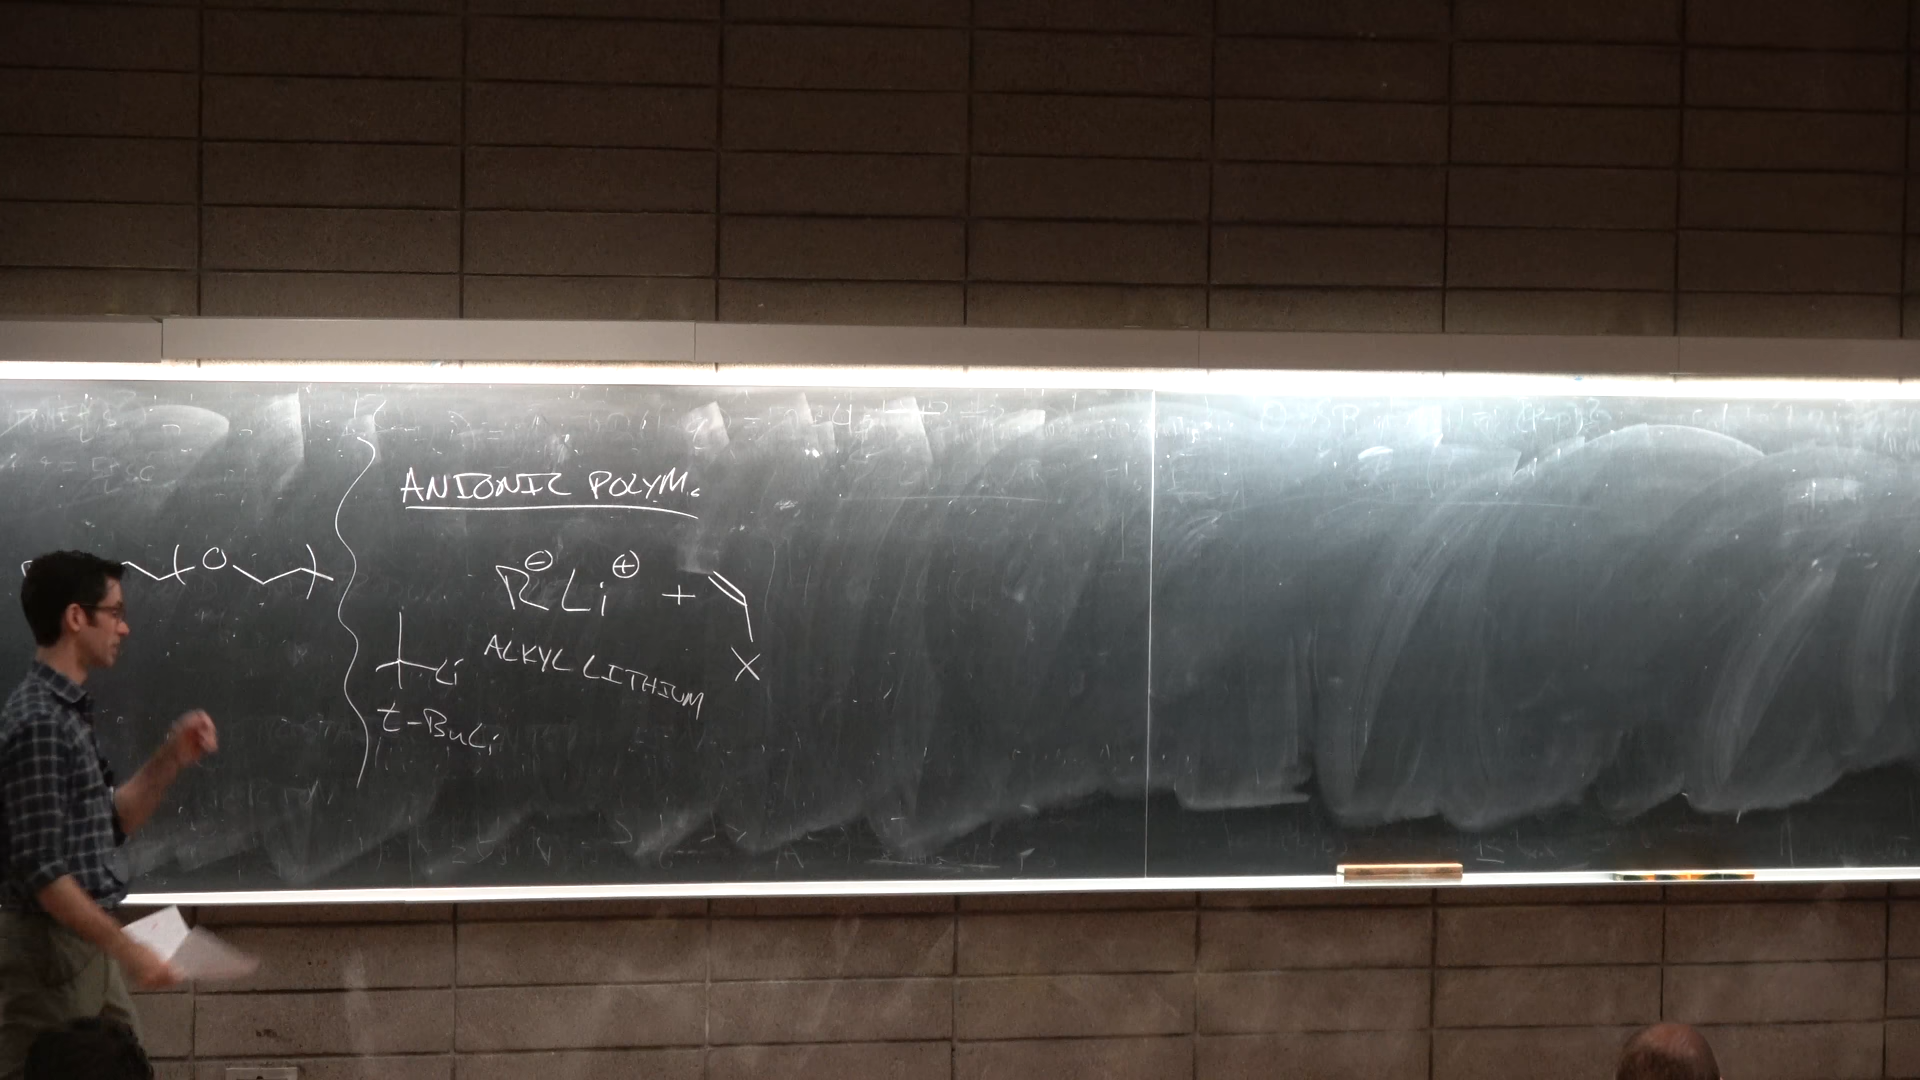 ANIONIC POLYM.
O
R⊖ Li⊕ + X
ALKYL LITHIUM
Li
t-BuLi